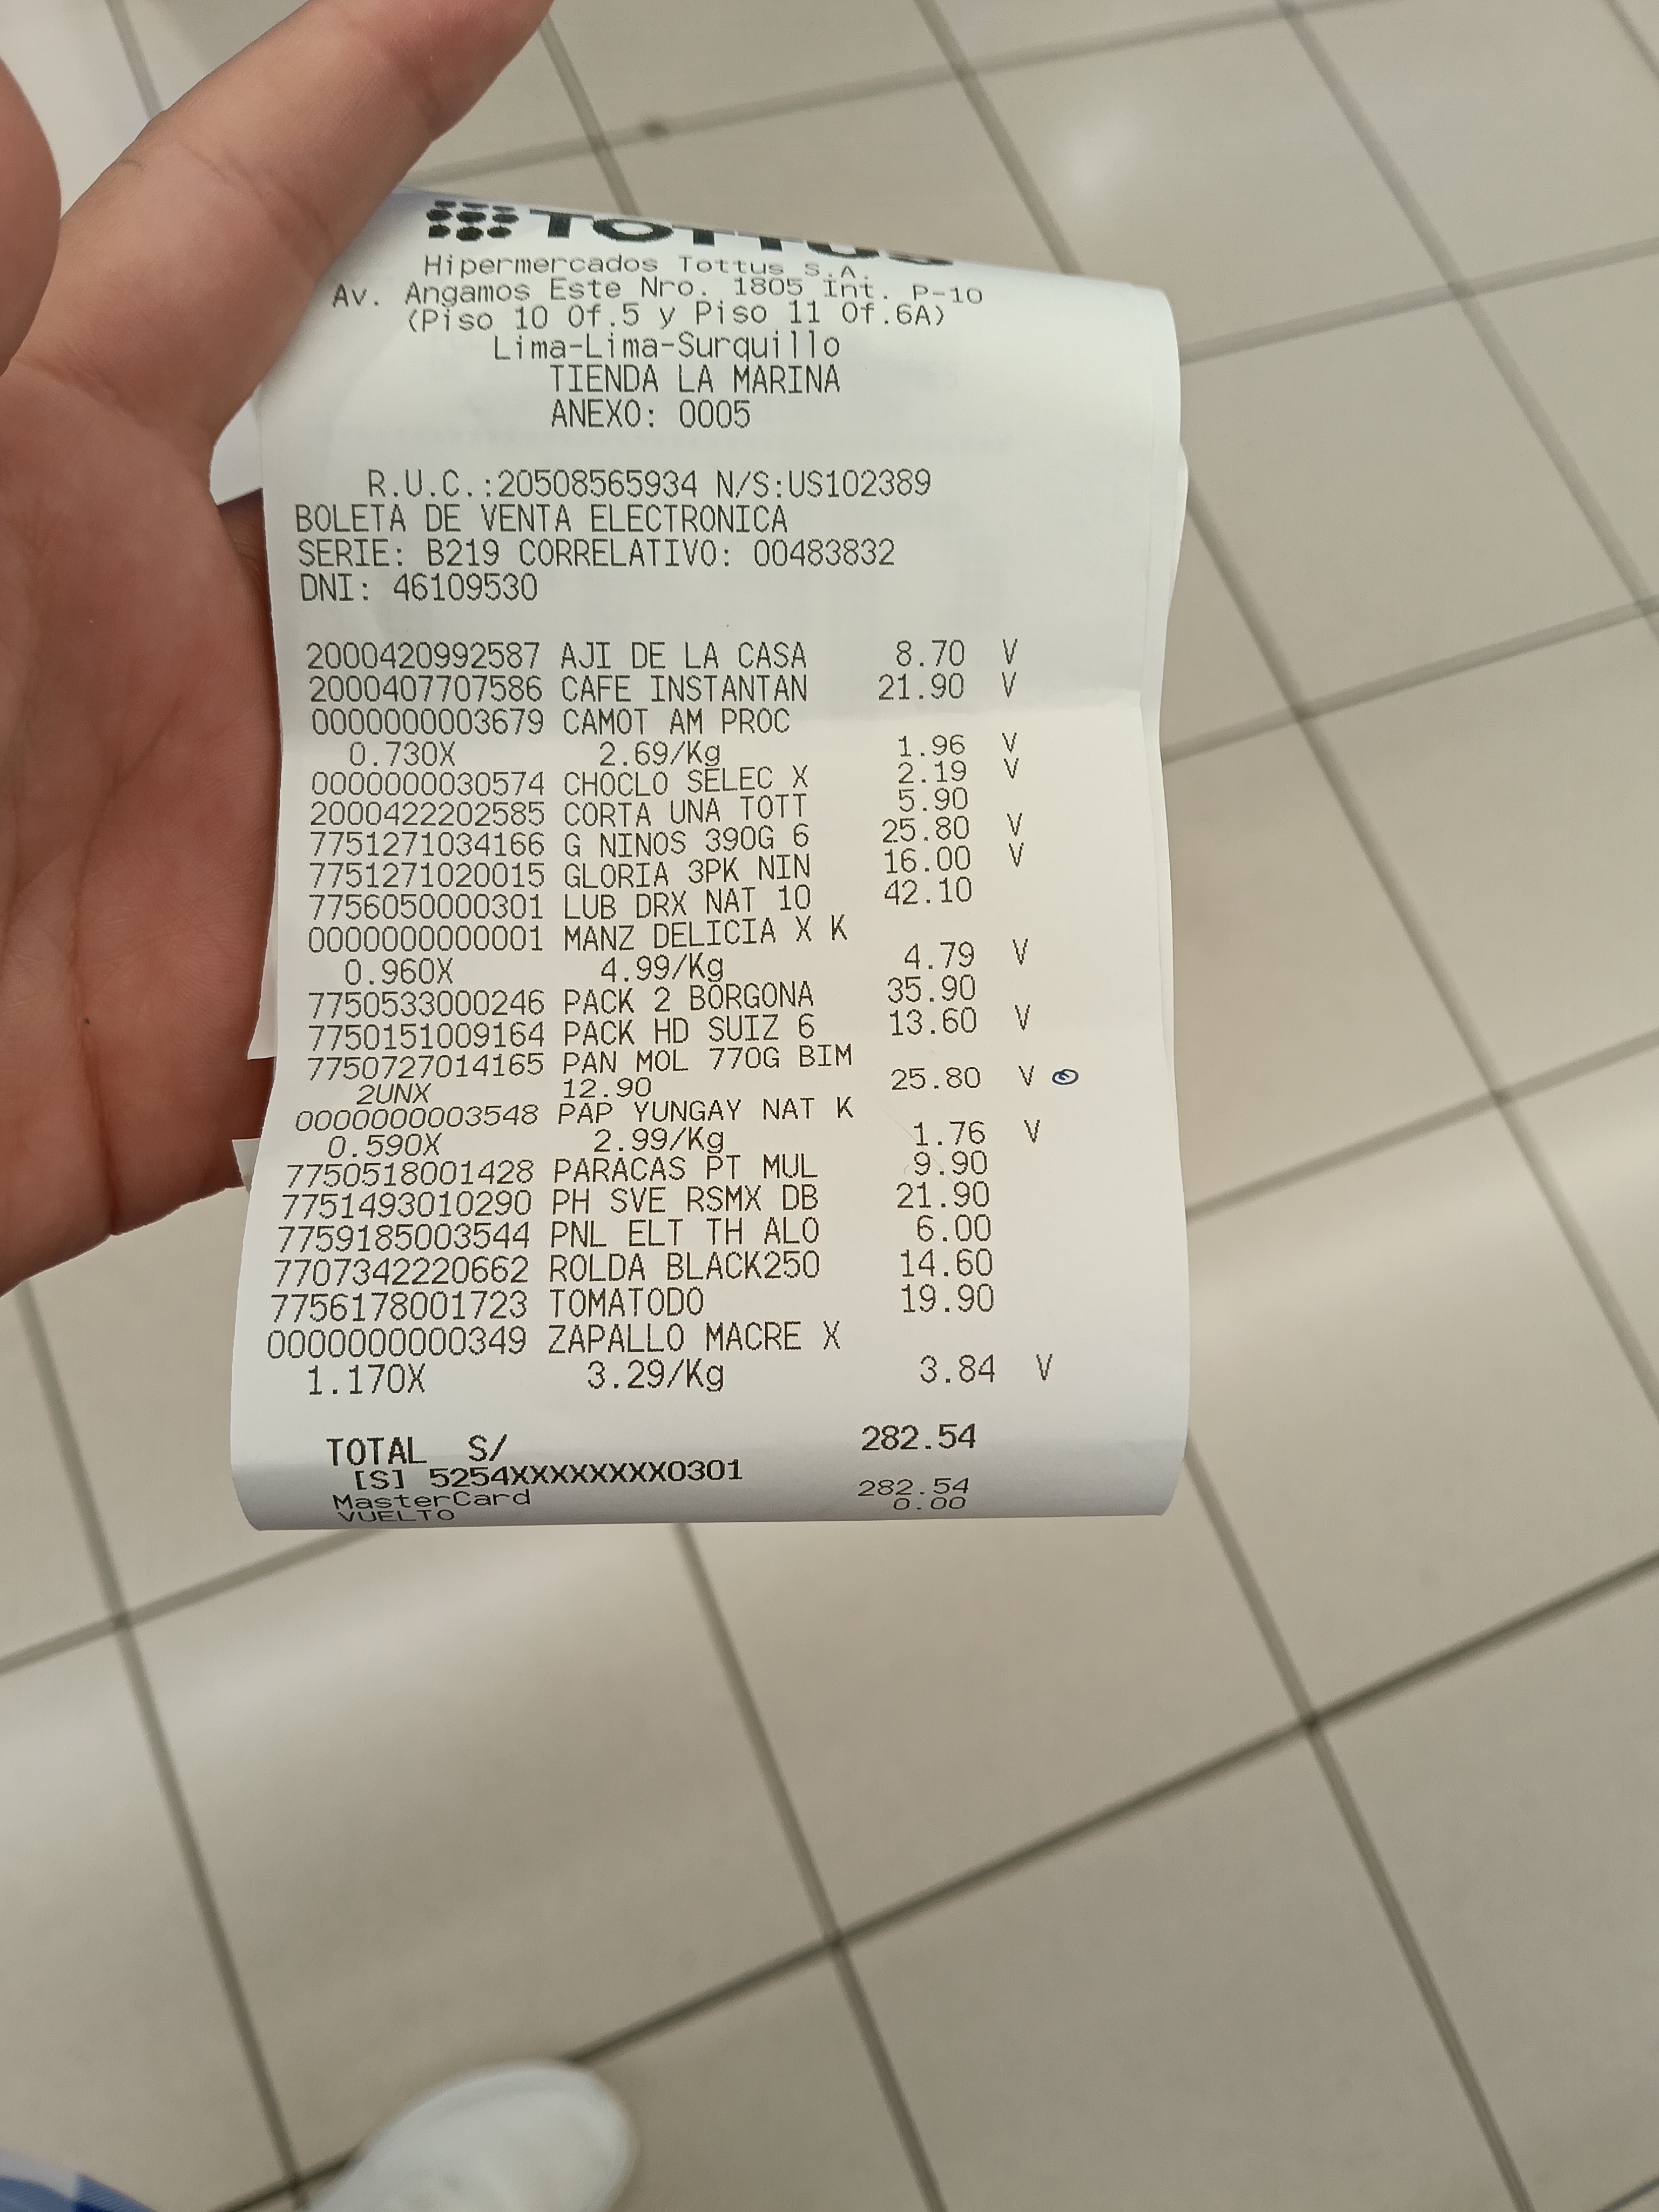 TOTTUS
Hipermercados Tottus S.A.
Av. Angamos Este Nro. 1805 Int. P-10
(Piso 10 Of.5 y Piso 11 Of.6A)
Lima-Lima-Surquillo
TIENDA LA MARINA
ANEXO: 0005
R.U.C.:20508565934 N/S:US102389
BOLETA DE VENTA ELECTRONICA
SERIE: B219 CORRELATIVO: 00483832
DNI: 46109530
2000420992587 AJI DE LA CASA 8.70 V
2000407707586 CAFE INSTANTAN 21.90 V
0000000003679 CAMOT AM PROC
0.730X 2.69/Kg 1.96 V
0000000030574 CHOCLO SELEC X 2.19 V
2000422202585 CORTA UNA TOTT 5.90
7751271034166 G NINOS 390G 6 25.80 V
7751271020015 GLORIA 3PK NIN 16.00 V
7756050000301 LUB DRX NAT 10 42.10
0000000000001 MANZ DELICIA X K
0.960X 4.99/Kg 4.79 V
7750533000246 PACK 2 BORGONA 35.90
7750151009164 PACK HD SUIZ 6 13.60 V
7750727014165 PAN MOL 770G BIM
2UNX 12.90 25.80 V
0000000003548 PAP YUNGAY NAT K
0.590X 2.99/Kg 1.76 V
7750518001428 PARACAS PT MUL 9.90
7751493010290 PH SVE RSMX DB 21.90
7759185003544 PNL ELT TH ALO 6.00
7707342220662 ROLDA BLACK250 14.60
7756178001723 TOMATODO 19.90
0000000000349 ZAPALLO MACRE X
1.170X 3.29/Kg 3.84 V
TOTAL S/ 282.54
[S] 5254XXXXXXXX0301
MasterCard 282.54
VUELTO 0.00